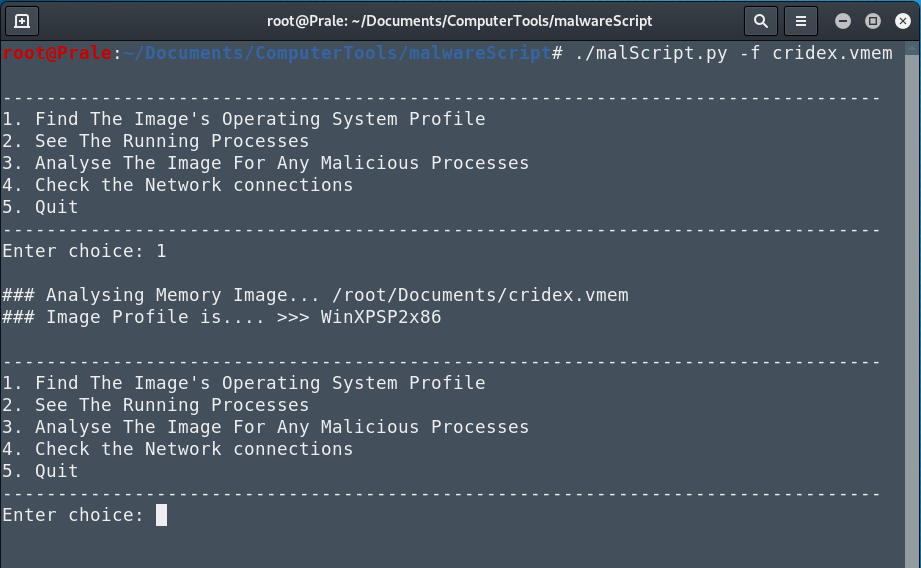 root@Prale: ~/Documents/ComputerTools/malwareScript
root@Prale:~/Documents/ComputerTools/malwareScript# ./malScript.py -f cridex.vmem
--------------------------------------------------------------------------------
1. Find The Image's Operating System Profile
2. See The Running Processes
3. Analyse The Image For Any Malicious Processes
4. Check the Network connections
5. Quit
--------------------------------------------------------------------------------
Enter choice: 1
### Analysing Memory Image... /root/Documents/cridex.vmem
### Image Profile is.... >>> WinXPSP2x86
--------------------------------------------------------------------------------
1. Find The Image's Operating System Profile
2. See The Running Processes
3. Analyse The Image For Any Malicious Processes
4. Check the Network connections
5. Quit
--------------------------------------------------------------------------------
Enter choice: